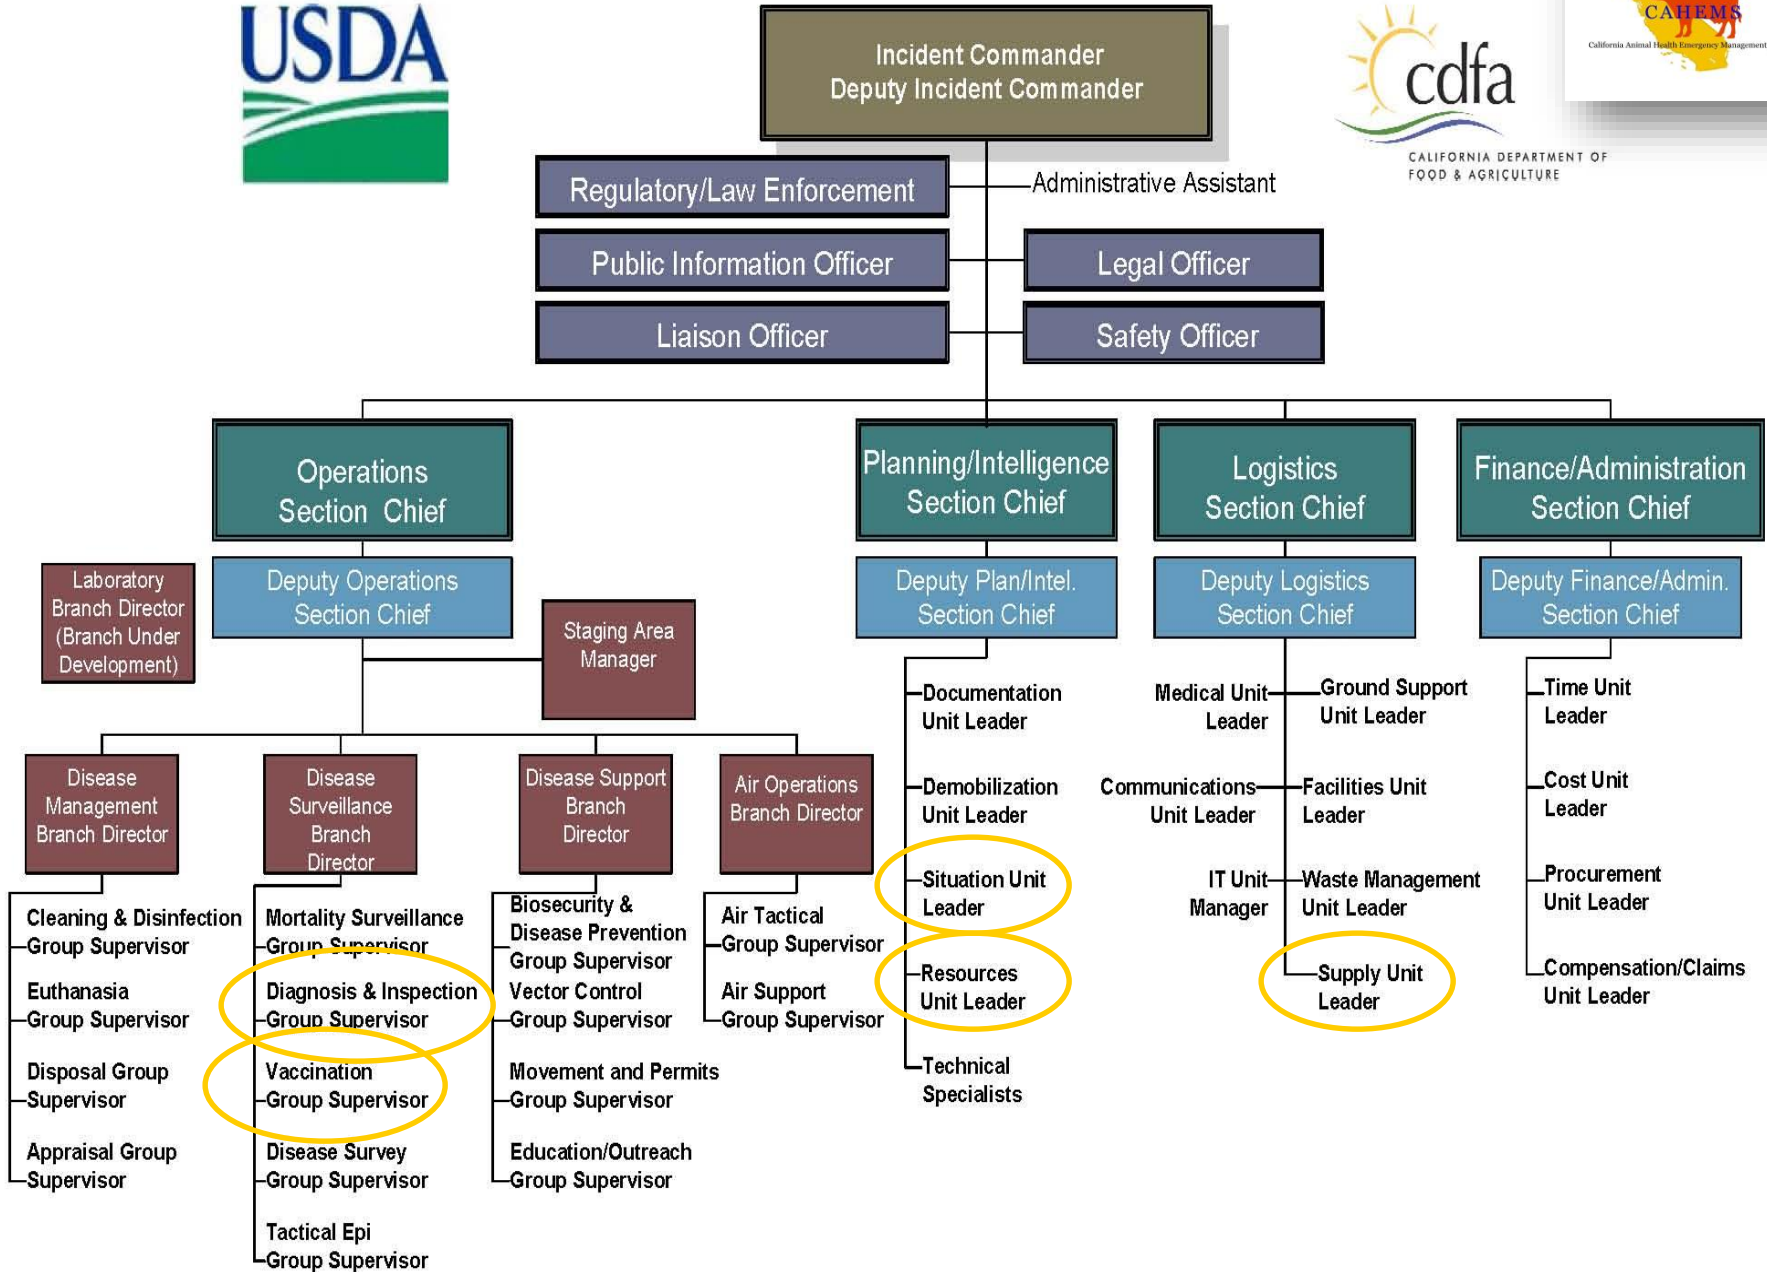 USDA
Incident Commander
Deputy Incident Commander
cdfa
CALIFORNIA DEPARTMENT OF
FOOD & AGRICULTURE
CAHEMS
California Animal Health Emergency Management
Regulatory/Law Enforcement
Administrative Assistant
Public Information Officer
Legal Officer
Liaison Officer
Safety Officer
Operations
Section Chief
Planning/Intelligence
Section Chief
Logistics
Section Chief
Finance/Administration
Section Chief
Laboratory
Branch Director
(Branch Under
Development)
Deputy Operations
Section Chief
Staging Area
Manager
Deputy Plan/Intel.
Section Chief
Deputy Logistics
Section Chief
Deputy Finance/Admin.
Section Chief
Disease
Management
Branch Director
Disease
Surveillance
Branch
Director
Disease Support
Branch
Director
Air Operations
Branch Director
Cleaning & Disinfection
Group Supervisor
Euthanasia
Group Supervisor
Disposal Group
Supervisor
Appraisal Group
Supervisor
Mortality Surveillance
Group Supervisor
Diagnosis & Inspection
Group Supervisor
Vaccination
Group Supervisor
Disease Survey
Group Supervisor
Tactical Epi
Group Supervisor
Biosecurity &
Disease Prevention
Group Supervisor
Vector Control
Group Supervisor
Movement and Permits
Group Supervisor
Education/Outreach
Group Supervisor
Air Tactical
Group Supervisor
Air Support
Group Supervisor
Documentation
Unit Leader
Demobilization
Unit Leader
Situation Unit
Leader
Resources
Unit Leader
Technical
Specialists
Medical Unit
Leader
Ground Support
Unit Leader
Communications
Unit Leader
Facilities Unit
Leader
IT Unit
Manager
Waste Management
Unit Leader
Supply Unit
Leader
Time Unit
Leader
Cost Unit
Leader
Procurement
Unit Leader
Compensation/Claims
Unit Leader